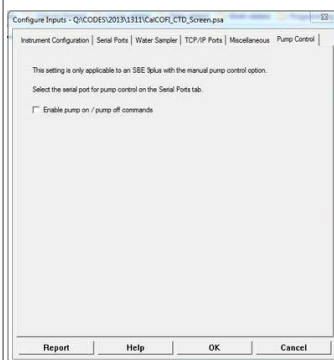 Configure Inputs - Q:\CODES\2013\1311\CalCOFI_CTD_Screen.psa
Instrument Configuration | Serial Ports | Water Sampler | TCP/IP Ports | Miscellaneous | Pump Control
This setting is only applicable to an SBE 9plus with the manual pump control option.
Select the serial port for pump control on the Serial Ports tab.
Enable pump on / pump off commands
Report Help OK Cancel